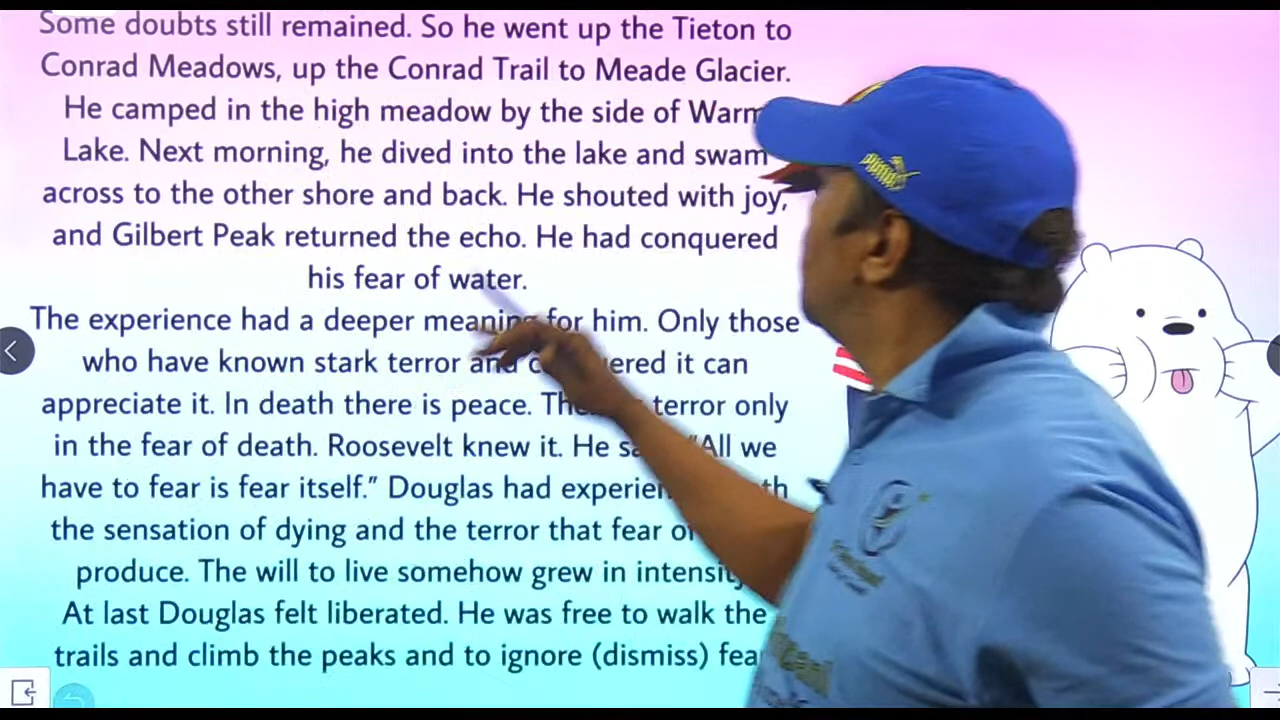 Some doubts still remained. So he went up the Tieton to
Conrad Meadows, up the Conrad Trail to Meade Glacier.
He camped in the high meadow by the side of Warm
Lake. Next morning, he dived into the lake and swam
across to the other shore and back. He shouted with joy,
and Gilbert Peak returned the echo. He had conquered
his fear of water.
The experience had a deeper meaning for him. Only those
who have known stark terror and conquered it can
appreciate it. In death there is peace. terror only
in the fear of death. Roosevelt knew it. He "All we
have to fear is fear itself." Douglas had
the sensation of dying and the terror that fear
produce. The will to live somehow grew in intensity
At last Douglas felt liberated. He was free to walk the
trails and climb the peaks and to ignore (dismiss) fear
PUMA